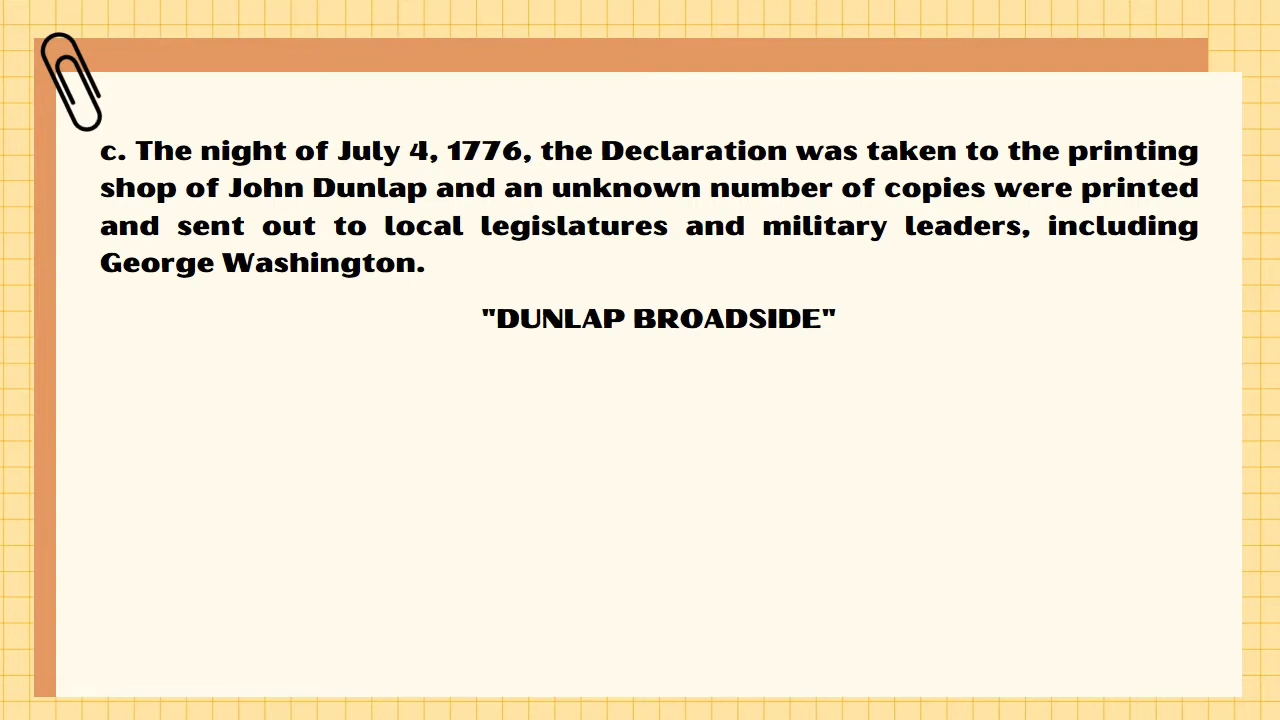 c. The night of July 4, 1776, the Declaration was taken to the printing
shop of John Dunlap and an unknown number of copies were printed
and sent out to local legislatures and military leaders, including
George Washington.
"DUNLAP BROADSIDE"